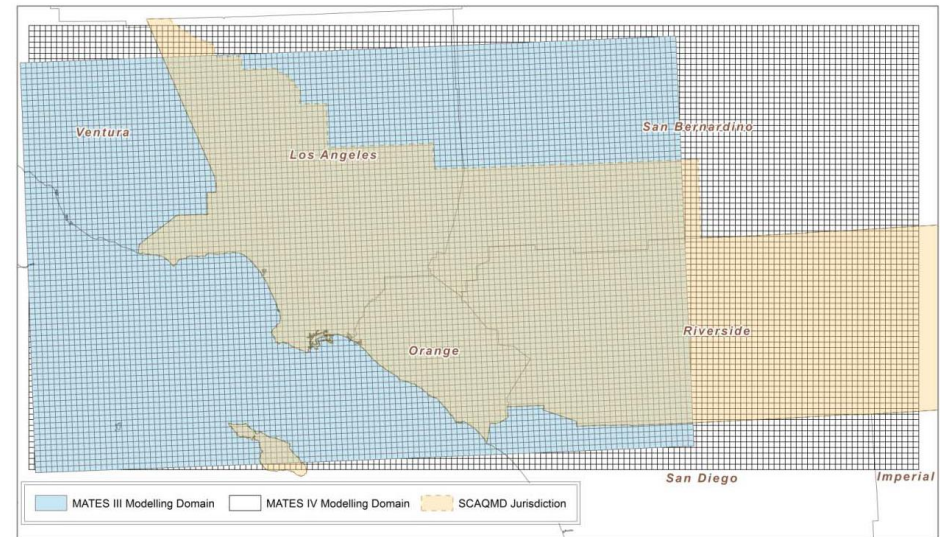 Ventura
San Bernardino
Los Angeles
Riverside
Orange
San Diego
Imperial
MATES III Modelling Domain
MATES IV Modelling Domain
SCAQMD Jurisdiction